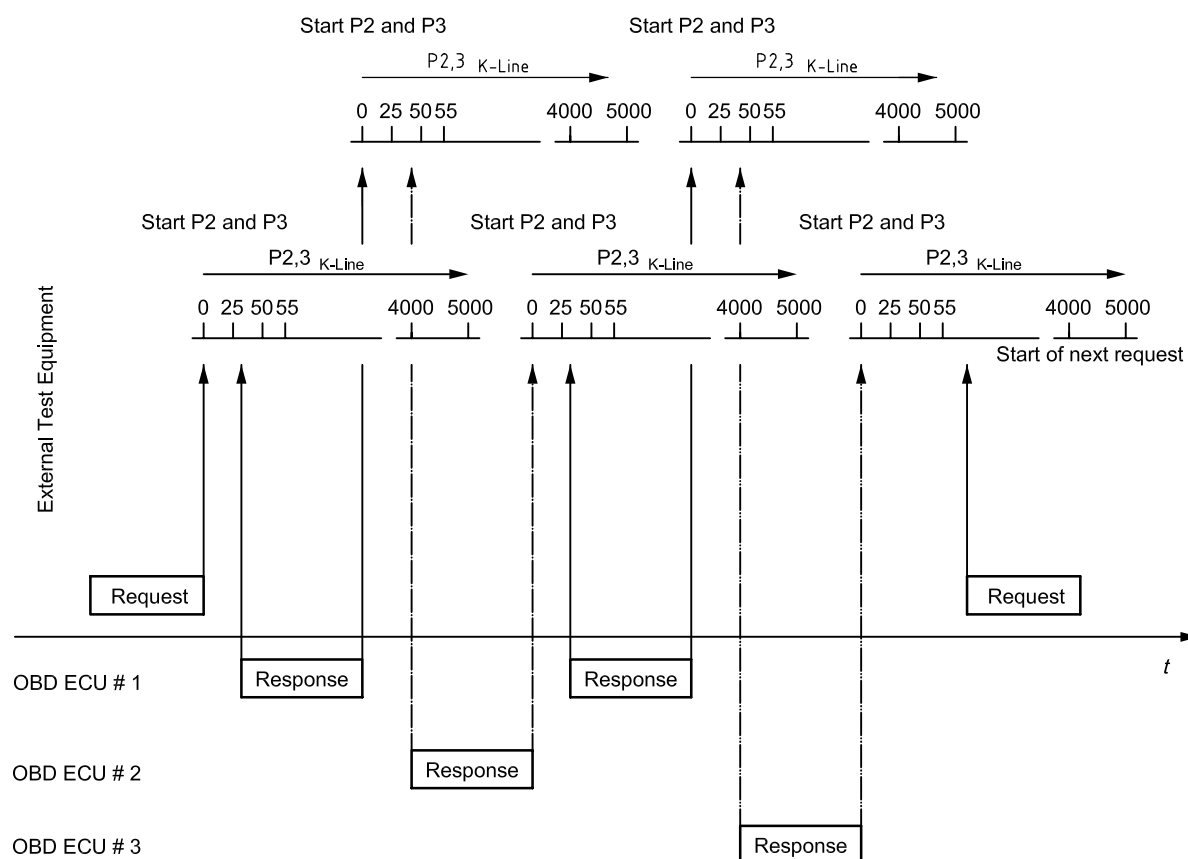 Start P2 and P3 Start P2 and P3
P2,3 K-Line P2,3 K-Line
0 25 50 55 4000 5000 0 25 50 55 4000 5000
Start P2 and P3 Start P2 and P3 Start P2 and P3
P2,3 K-Line P2,3 K-Line P2,3 K-Line
0 25 50 55 4000 5000 0 25 50 55 4000 5000 0 25 50 55 4000 5000
Start of next request
External Test Equipment
Request Request
t
OBD ECU # 1 Response Response
OBD ECU # 2 Response
OBD ECU # 3 Response